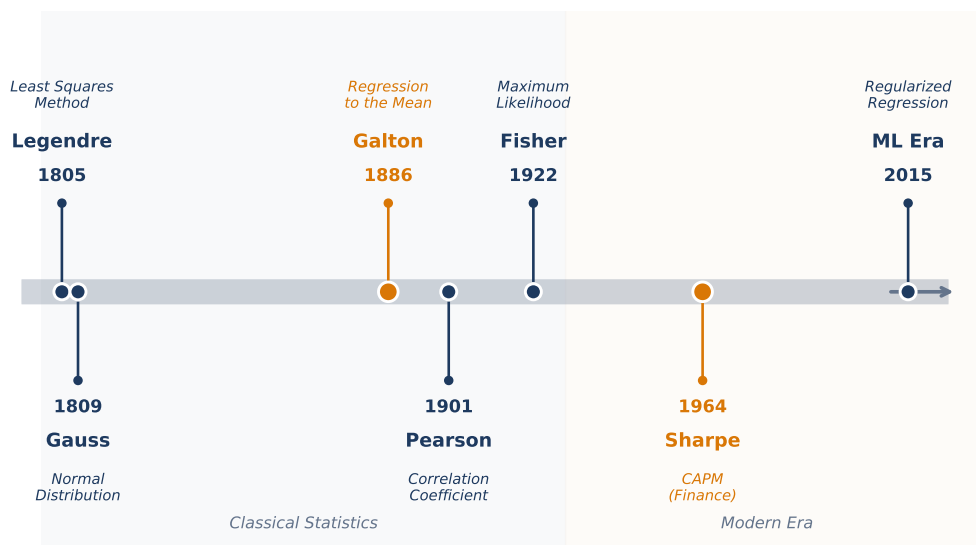 Least Squares
Method
Legendre
1805
Regression
to the Mean
Galton
1886
Maximum
Likelihood
Fisher
1922
Regularized
Regression
ML Era
2015
1809
Gauss
Normal
Distribution
1901
Pearson
Correlation
Coefficient
1964
Sharpe
CAPM
(Finance)
Classical Statistics
Modern Era